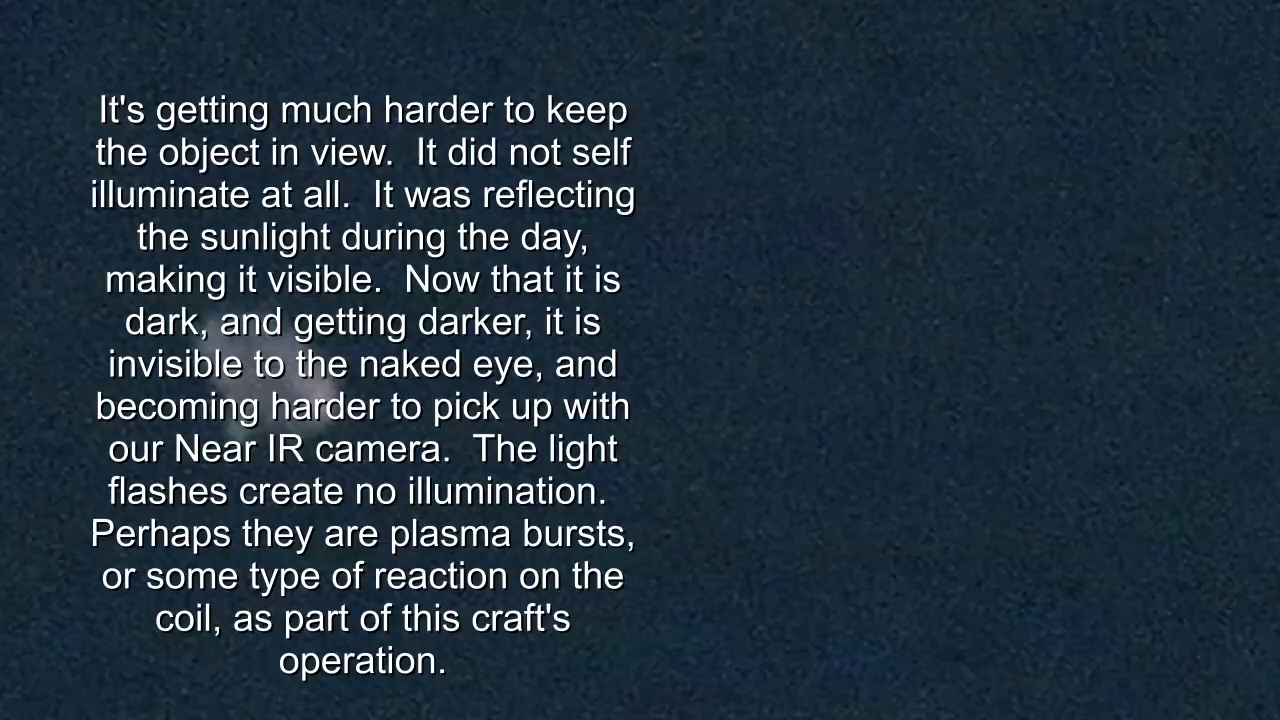 It's getting much harder to keep
the object in view.  It did not self
illuminate at all.  It was reflecting
the sunlight during the day,
making it visible.  Now that it is
dark, and getting darker, it is
invisible to the naked eye, and
becoming harder to pick up with
our Near IR camera.  The light
flashes create no illumination.
Perhaps they are plasma bursts,
or some type of reaction on the
coil, as part of this craft's
operation.